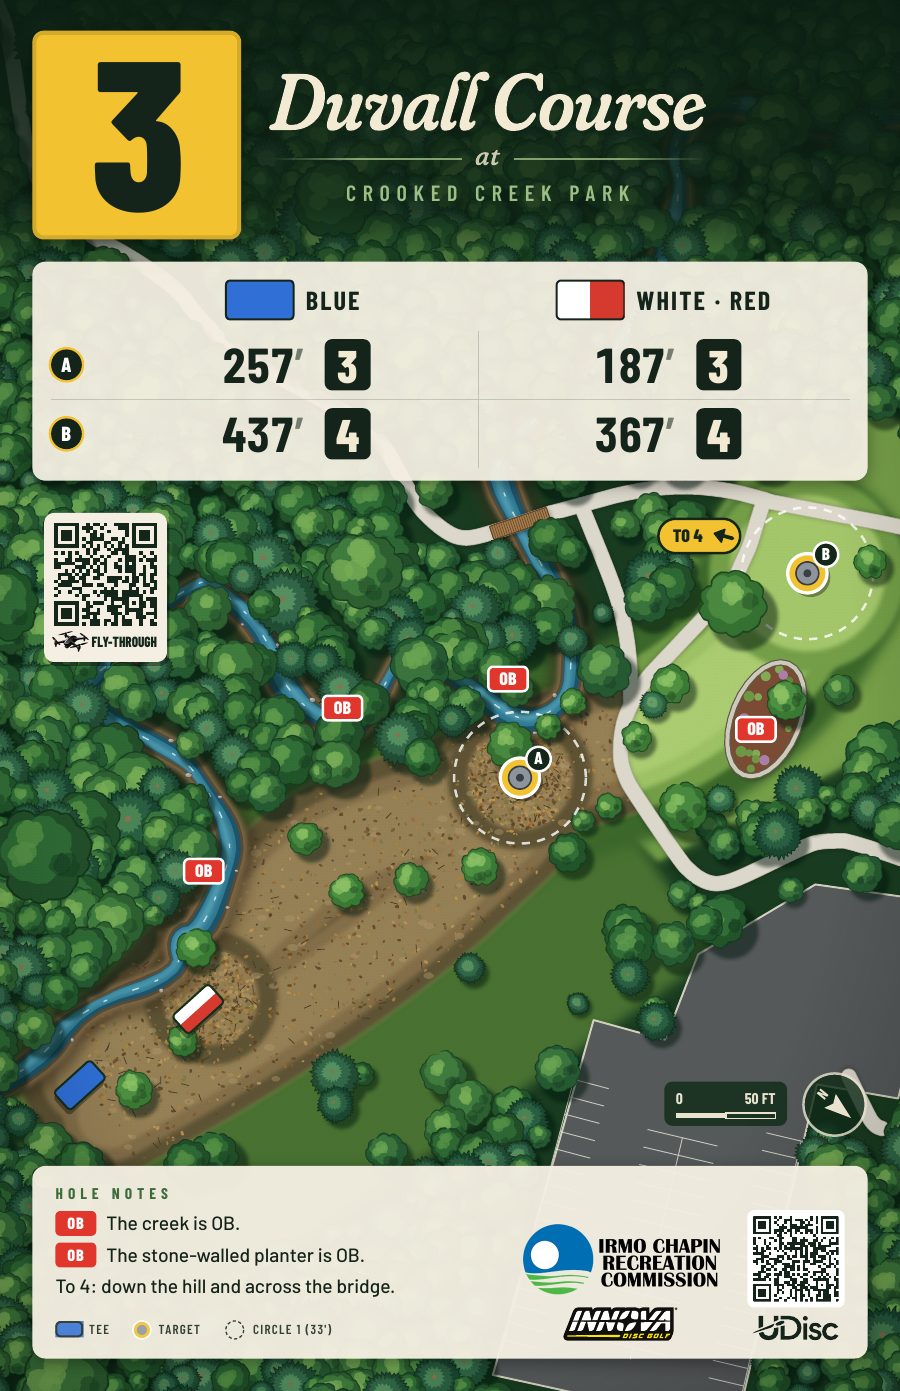 3
Duvall Course
at
CROOKED CREEK PARK
BLUE
WHITE · RED
A 257′ 3 187′ 3
B 437′ 4 367′ 4
TO 4
B
FLY-THROUGH
OB
OB
OB
A
OB
0 50 FT
N
HOLE NOTES
OB The creek is OB.
OB The stone-walled planter is OB.
To 4: down the hill and across the bridge.
TEE TARGET CIRCLE 1 (33')
IRMO CHAPIN
RECREATION
COMMISSION
INNOVA
DISC GOLF
UDisc